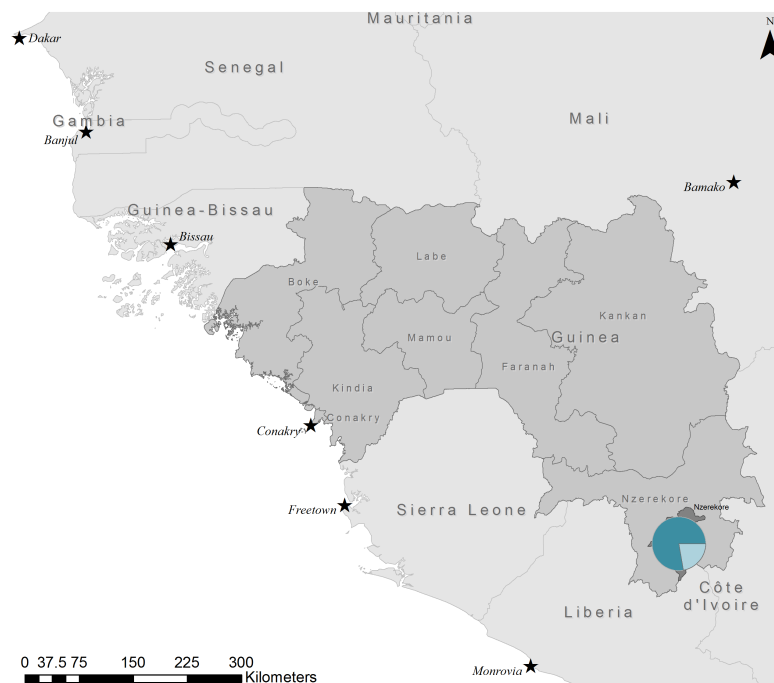 Mauritania
N
Dakar
Senegal
Gambia
Mali
Banjul
Bamako
Guinea-Bissau
Bissau
Labe
Boke
Kankan
Mamou
Guinea
Faranah
Kindia
Conakry
Conakry
Nzerekore
Nzerekore
Freetown
Sierra Leone
Côte
d'Ivoire
Liberia
Monrovia
0 37.5 75 150 225 300
Kilometers